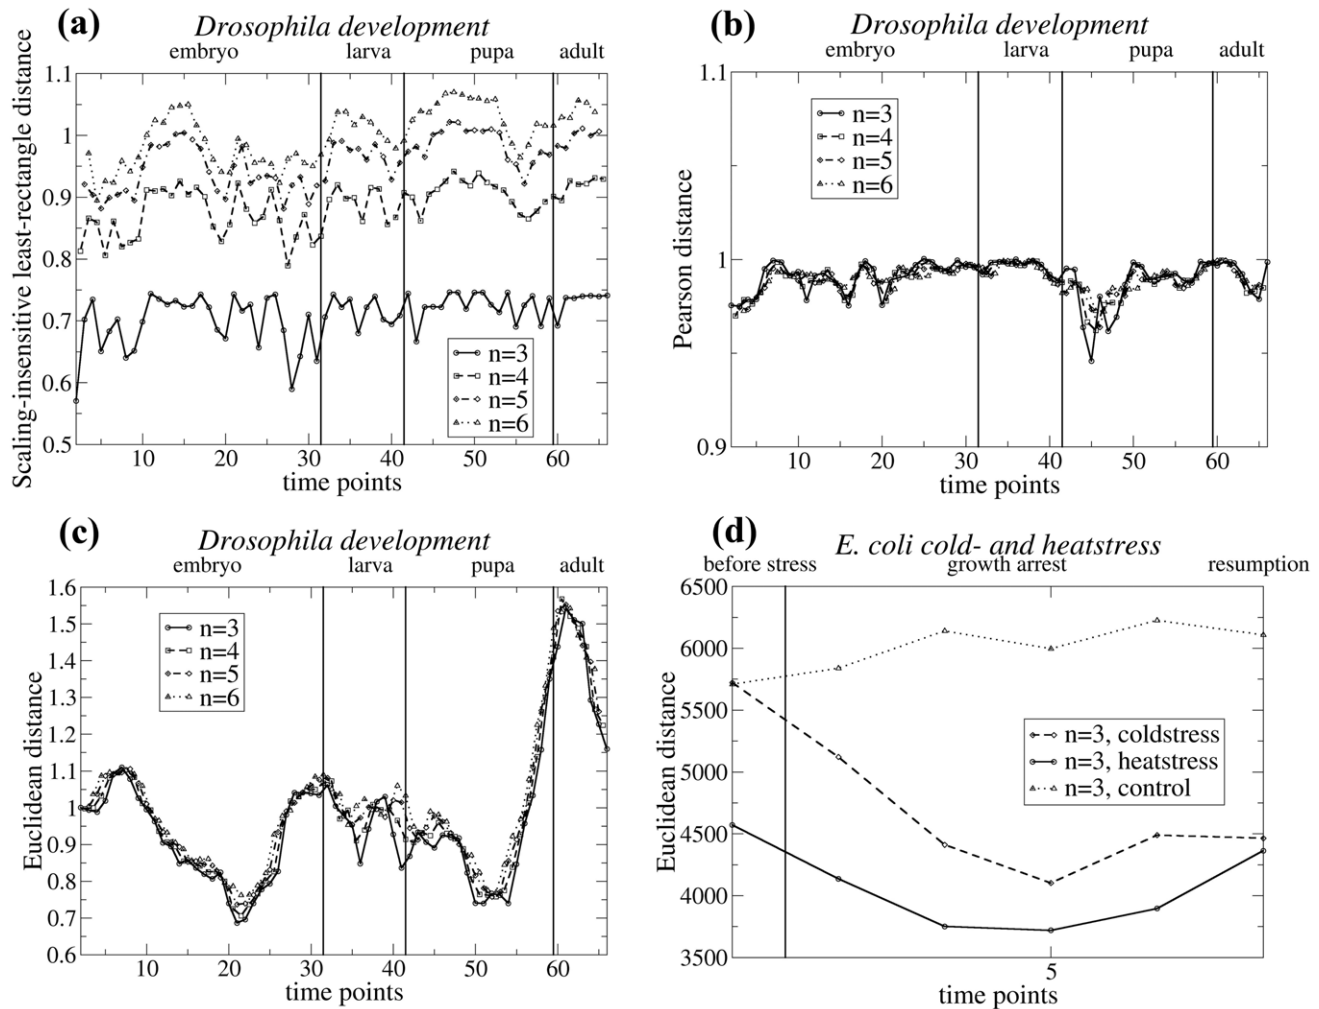 (a)
Drosophila development
embryo larva pupa adult
Scaling-insensitive least-rectangle distance
1.1
1
0.9
0.8
0.7
0.6
0.5
n=3
n=4
n=5
n=6
10 20 30 40 50 60
time points
(b)
Drosophila development
embryo larva pupa adult
Pearson distance
1.1
1
0.9
n=3
n=4
n=5
n=6
10 20 30 40 50 60
time points
(c)
Drosophila development
embryo larva pupa adult
Euclidean distance
1.6
1.5
1.4
1.3
1.2
1.1
1
0.9
0.8
0.7
0.6
n=3
n=4
n=5
n=6
10 20 30 40 50 60
time points
(d)
E. coli cold- and heatstress
before stress growth arrest resumption
Euclidean distance
6500
6000
5500
5000
4500
4000
3500
n=3, coldstress
n=3, heatstress
n=3, control
5
time points